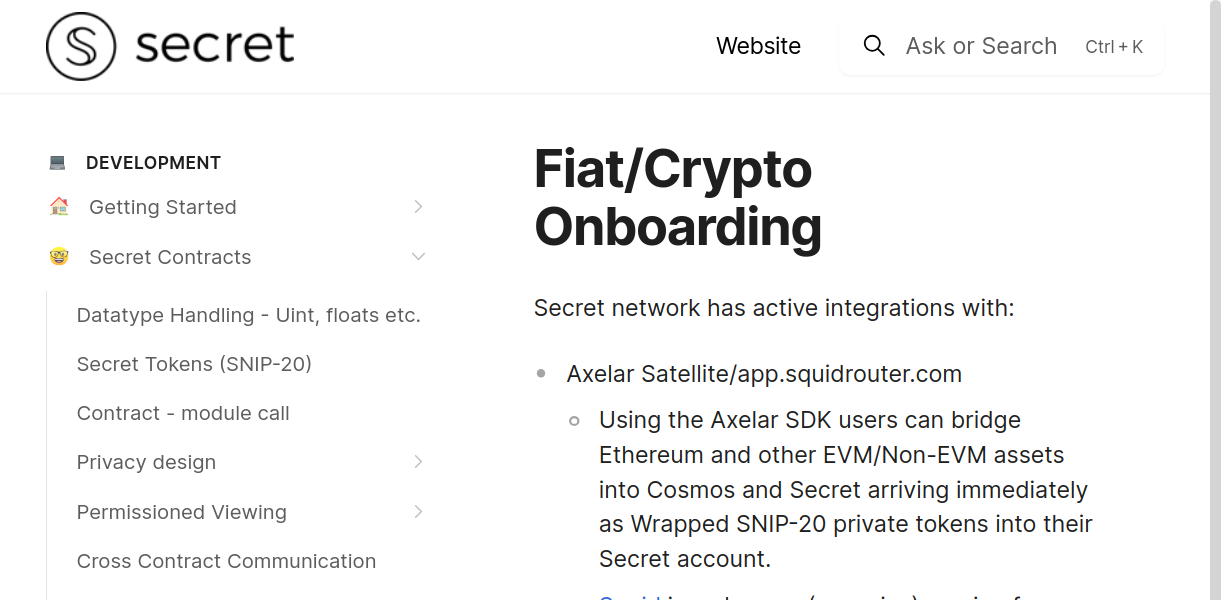 secret
Website
Ask or Search
Ctrl + K
DEVELOPMENT
Getting Started
Secret Contracts
Datatype Handling - Uint, floats etc.
Secret Tokens (SNIP-20)
Contract - module call
Privacy design
Permissioned Viewing
Cross Contract Communication
Fiat/Crypto
Onboarding
Secret network has active integrations with:
Axelar Satellite/app.squidrouter.com
Using the Axelar SDK users can bridge
Ethereum and other EVM/Non-EVM assets
into Cosmos and Secret arriving immediately
as Wrapped SNIP-20 private tokens into their
Secret account.